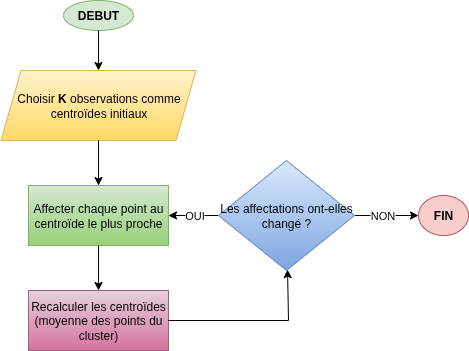 DEBUT
Choisir K observations comme
centroïdes initiaux
Affecter chaque point au
centroïde le plus proche
Recalculer les centroïdes
(moyenne des points du
cluster)
Les affectations ont-elles
changé ?
OUI
NON
FIN